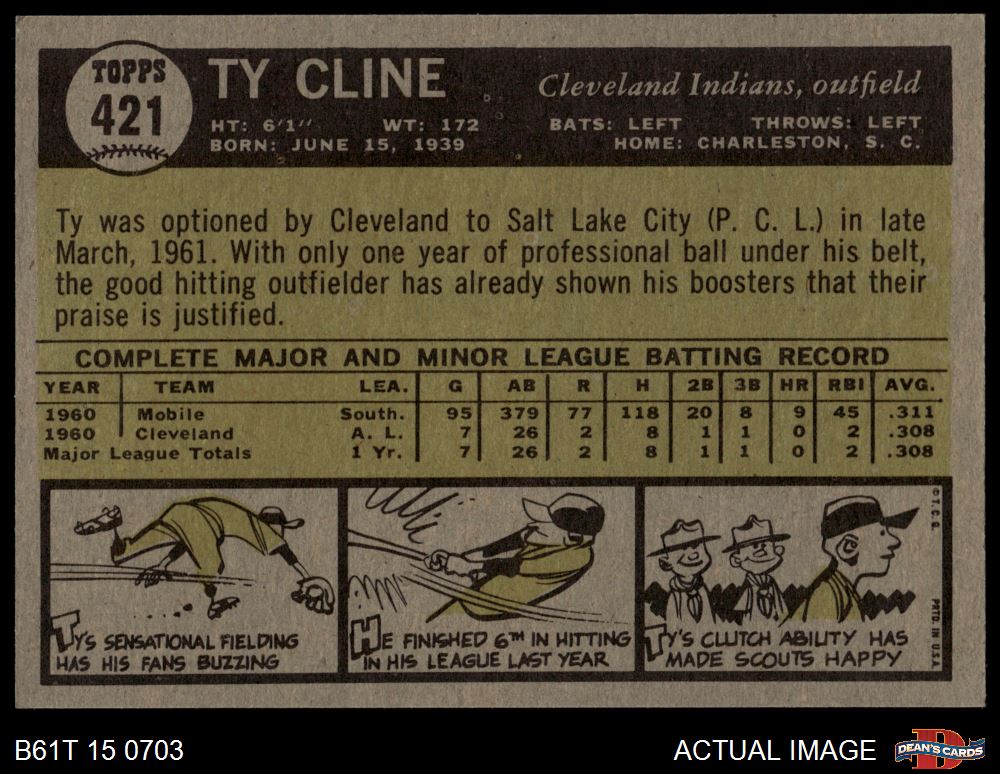 TOPPS
421
TY CLINE
Cleveland Indians, outfield
HT: 6'1" WT: 172 BATS: LEFT THROWS: LEFT
BORN: JUNE 15, 1939 HOME: CHARLESTON, S. C.
Ty was optioned by Cleveland to Salt Lake City (P. C. L.) in late
March, 1961. With only one year of professional ball under his belt,
the good hitting outfielder has already shown his boosters that their
praise is justified.
COMPLETE MAJOR AND MINOR LEAGUE BATTING RECORD
YEAR TEAM LEA. G AB R H 2B 3B HR RBI AVG.
1960 Mobile South. 95 379 77 118 20 8 9 45 .311
1960 Cleveland A. L. 7 26 2 8 1 1 0 2 .308
Major League Totals 1 Yr. 7 26 2 8 1 1 0 2 .308
TY'S SENSATIONAL FIELDING
HAS HIS FANS BUZZING
HE FINISHED 6TH IN HITTING
IN HIS LEAGUE LAST YEAR
TY'S CLUTCH ABILITY HAS
MADE SCOUTS HAPPY
© T. C. G.
PRTD. IN U.S.A.
B61T 15 0703
ACTUAL IMAGE
D
DEAN'S CARDS